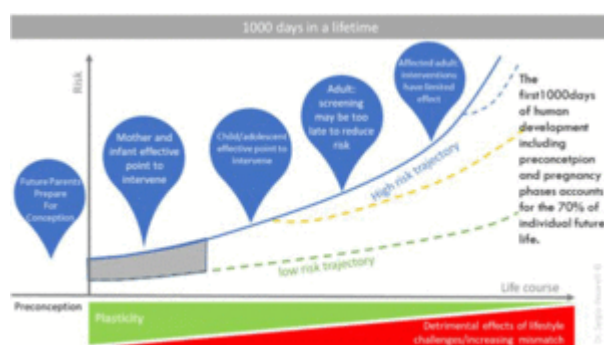 1000 days in a lifetime
Risk
Future Parents
Prepare
For
Conception
Mother and
infant effective
point to
intervene
Child/adolescent
effective point to
intervene
Adult:
screening
may be too
late to reduce
risk
Affected adult:
interventions
have limited
effect
High risk trajectory
low risk trajectory
The
first1000days
of human
development
including
preconcetpion
and pregnancy
phases accounts
for the 70% of
individual future
life.
Life course
Preconception
Plasticity
Detrimental effects of lifestyle
challenges/increasing mismatch